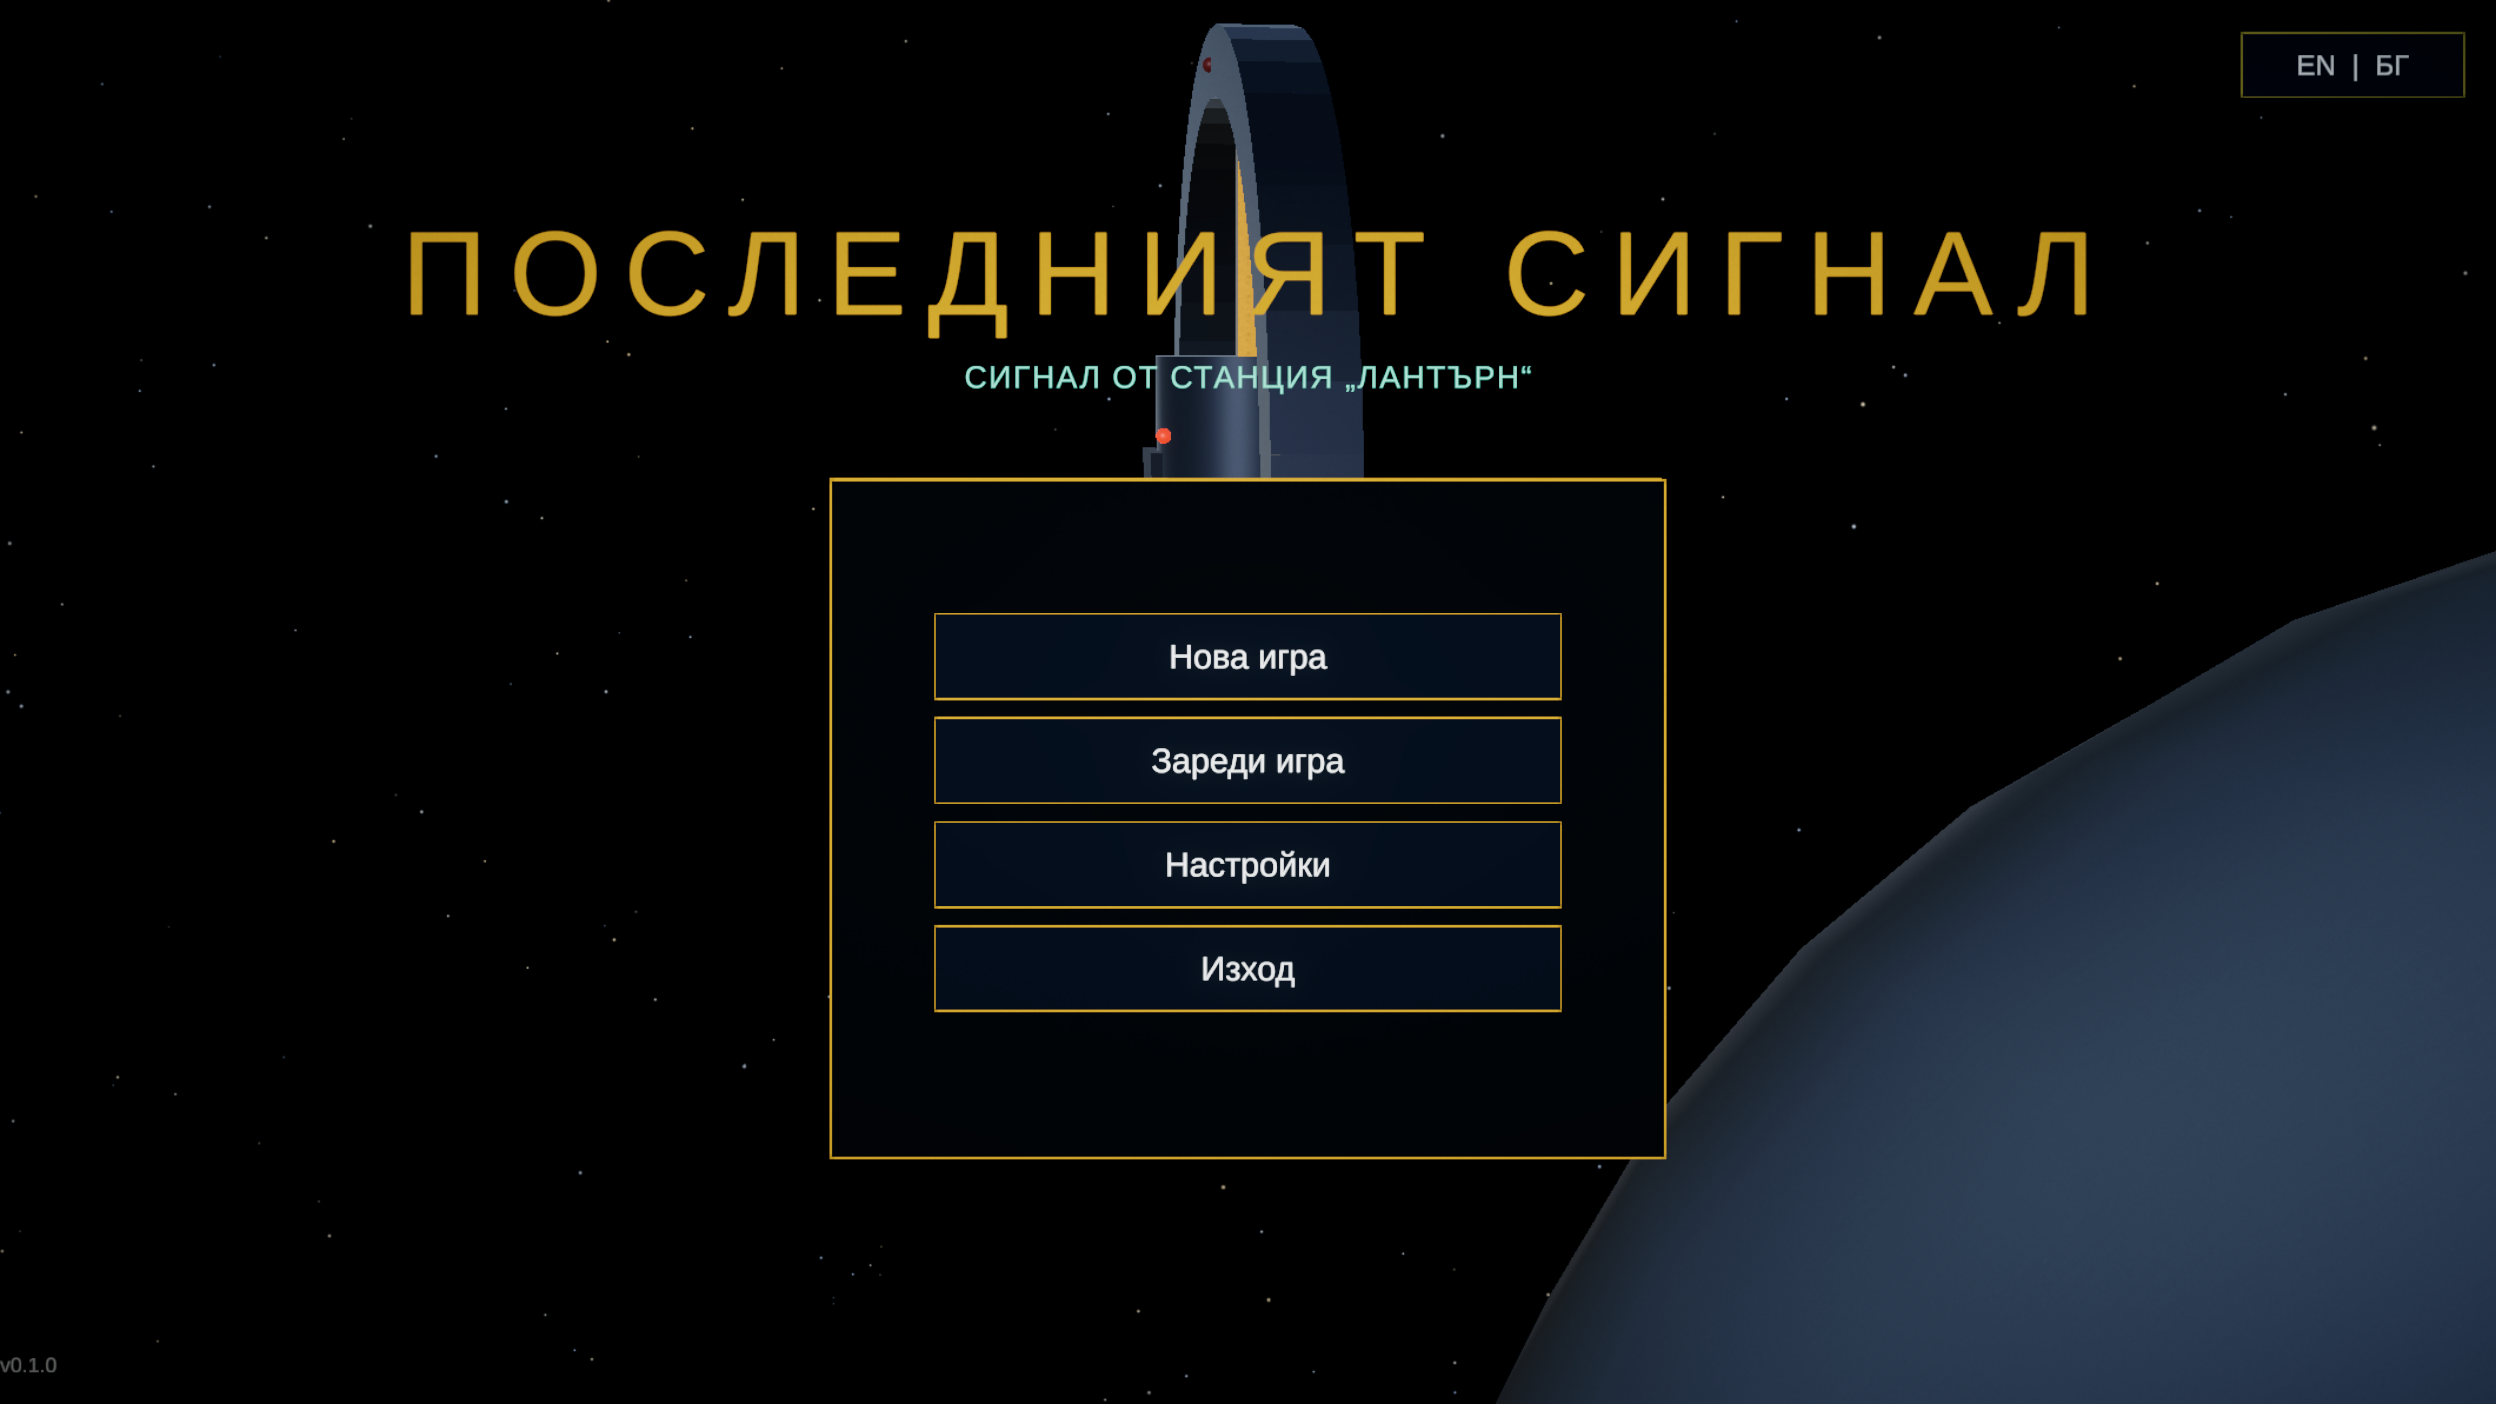 EN | БГ
ПОСЛЕДНИЯТ СИГНАЛ
СИГНАЛ ОТ СТАНЦИЯ „ЛАНТЪРН“
Нова игра
Зареди игра
Настройки
Изход
v0.1.0